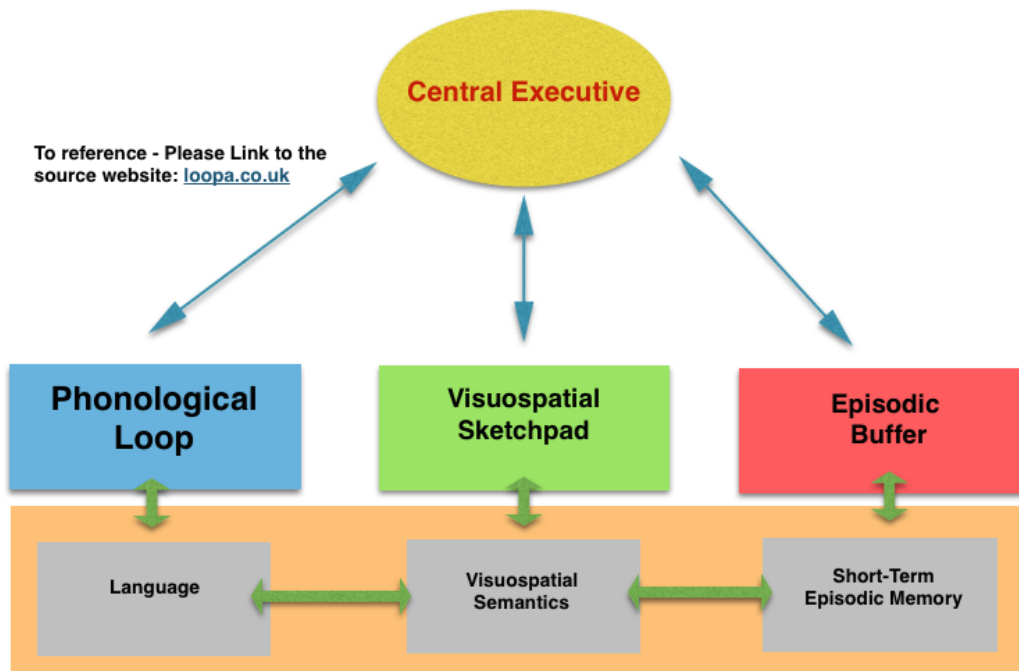 Central Executive
To reference - Please Link to the
source website: loopa.co.uk
Phonological
Loop
Visuospatial
Sketchpad
Episodic
Buffer
Language
Visuospatial
Semantics
Short-Term
Episodic Memory